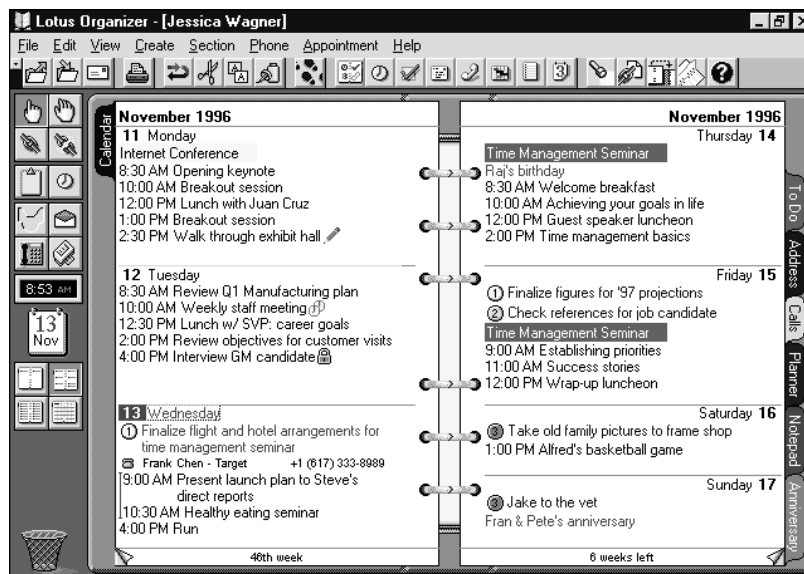 Lotus Organizer - [Jessica Wagner]
File Edit View Create Section Phone Appointment Help
8:53 AM
13
Nov
Calendar
November 1996
11 Monday
Internet Conference
8:30 AM Opening keynote
10:00 AM Breakout session
12:00 PM Lunch with Juan Cruz
1:00 PM Breakout session
2:30 PM Walk through exhibit hall
12 Tuesday
8:30 AM Review Q1 Manufacturing plan
10:00 AM Weekly staff meeting
12:30 PM Lunch w/ SVP: career goals
2:00 PM Review objectives for customer visits
4:00 PM Interview GM candidate
13 Wednesday
1 Finalize flight and hotel arrangements for
time management seminar
Frank Chen - Target +1 (617) 333-8989
9:00 AM Present launch plan to Steve's
direct reports
10:30 AM Healthy eating seminar
4:00 PM Run
46th week
November 1996
Thursday 14
Time Management Seminar
Raj's birthday
8:30 AM Welcome breakfast
10:00 AM Achieving your goals in life
12:00 PM Guest speaker luncheon
2:00 PM Time management basics
Friday 15
1 Finalize figures for '97 projections
2 Check references for job candidate
Time Management Seminar
9:00 AM Establishing priorities
11:00 AM Success stories
12:00 PM Wrap-up luncheon
Saturday 16
3 Take old family pictures to frame shop
1:00 PM Alfred's basketball game
Sunday 17
3 Jake to the vet
Fran & Pete's anniversary
6 weeks left
To Do
Address
Calls
Planner
Notepad
Anniversary